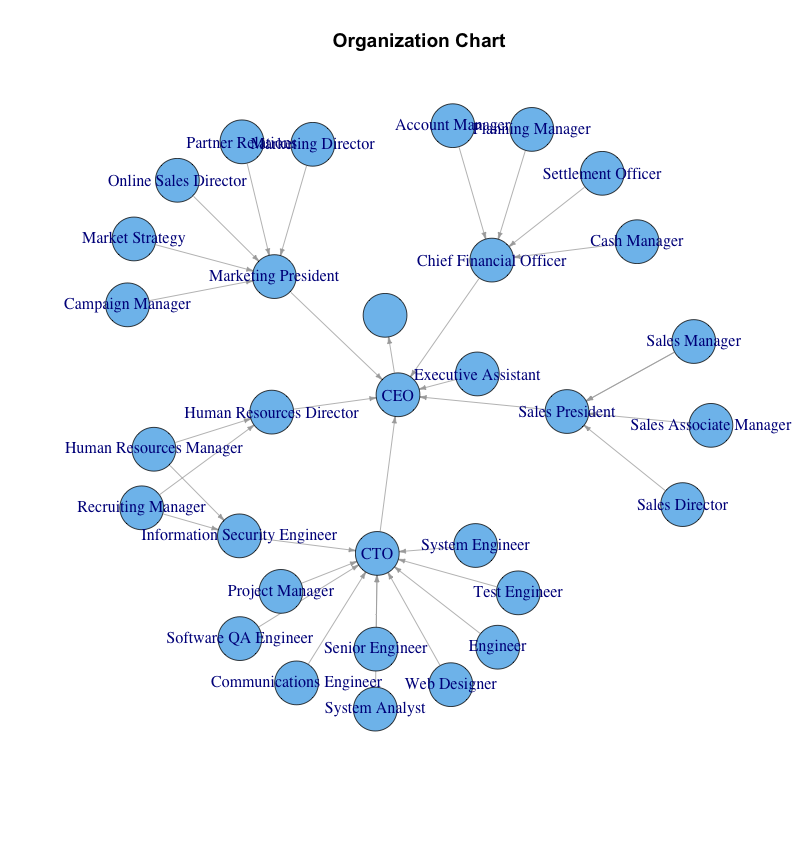 Organization Chart
Account Manager
Planning Manager
Partner Relations
Marketing Director
Settlement Officer
Online Sales Director
Market Strategy
Cash Manager
Chief Financial Officer
Marketing President
Campaign Manager
Sales Manager
Executive Assistant
CEO
Human Resources Director
Sales President
Sales Associate Manager
Human Resources Manager
Recruiting Manager
Sales Director
Information Security Engineer
System Engineer
CTO
Project Manager
Test Engineer
Software QA Engineer
Senior Engineer
Engineer
Communications Engineer
Web Designer
System Analyst